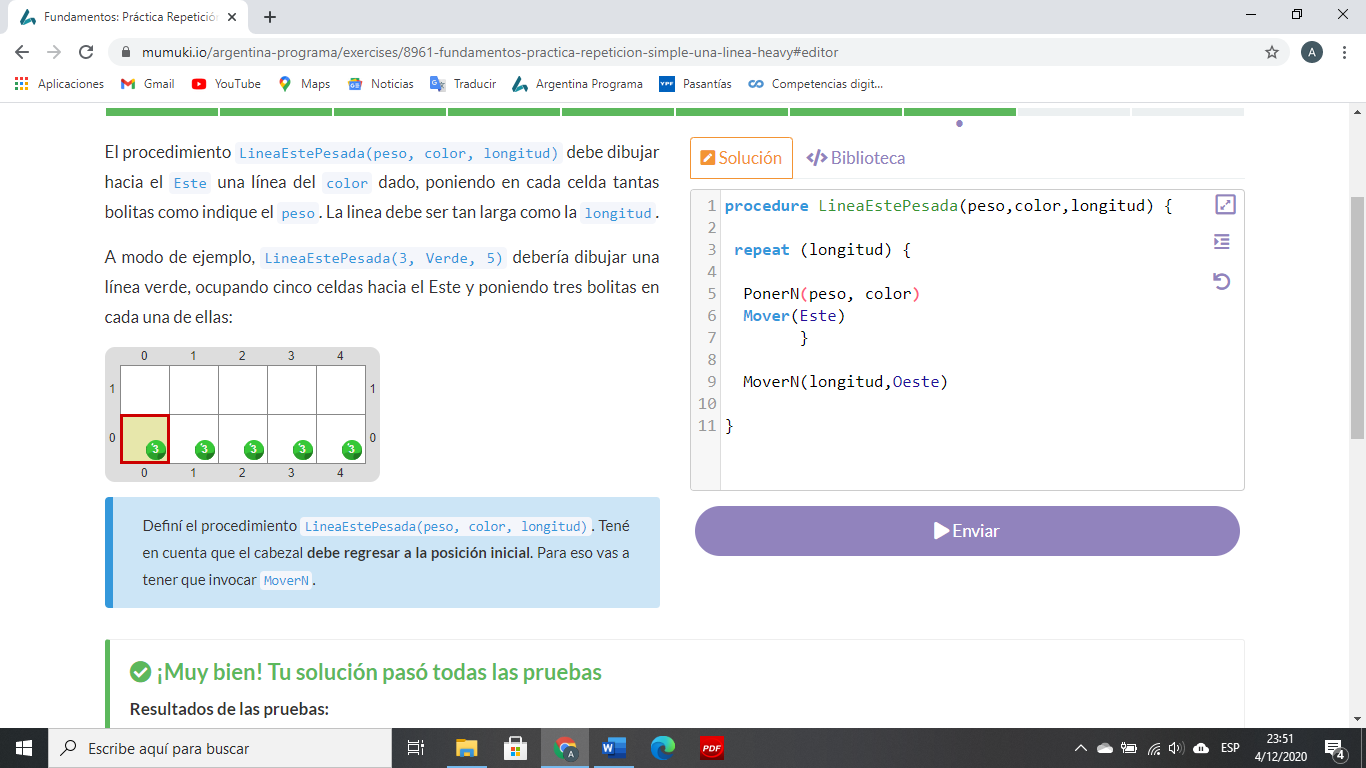 Fundamentos: Práctica Repetició
mumuki.io/argentina-programa/exercises/8961-fundamentos-practica-repeticion-simple-una-linea-heavy#editor
A
Aplicaciones Gmail YouTube Maps Noticias Traducir Argentina Programa YPF Pasantías Competencias digit...
El procedimiento LineaEstePesada(peso, color, longitud) debe dibujar
hacia el Este una línea del color dado, poniendo en cada celda tantas
bolitas como indique el peso. La linea debe ser tan larga como la longitud.
A modo de ejemplo, LineaEstePesada(3, Verde, 5) debería dibujar una
línea verde, ocupando cinco celdas hacia el Este y poniendo tres bolitas en
cada una de ellas:
0 1 2 3 4
1 1
0 3 3 3 3 3 0
0 1 2 3 4
Definí el procedimiento LineaEstePesada(peso, color, longitud). Tené
en cuenta que el cabezal debe regresar a la posición inicial. Para eso vas a
tener que invocar MoverN.
Solución </> Biblioteca
1 procedure LineaEstePesada(peso,color,longitud) {
2
3 repeat (longitud) {
4
5 PonerN(peso, color)
6 Mover(Este)
7 }
8
9 MoverN(longitud,Oeste)
10
11 }
Enviar
¡Muy bien! Tu solución pasó todas las pruebas
Resultados de las pruebas:
Escribe aquí para buscar
A
W
PDF
ESP
23:51
4/12/2020
4